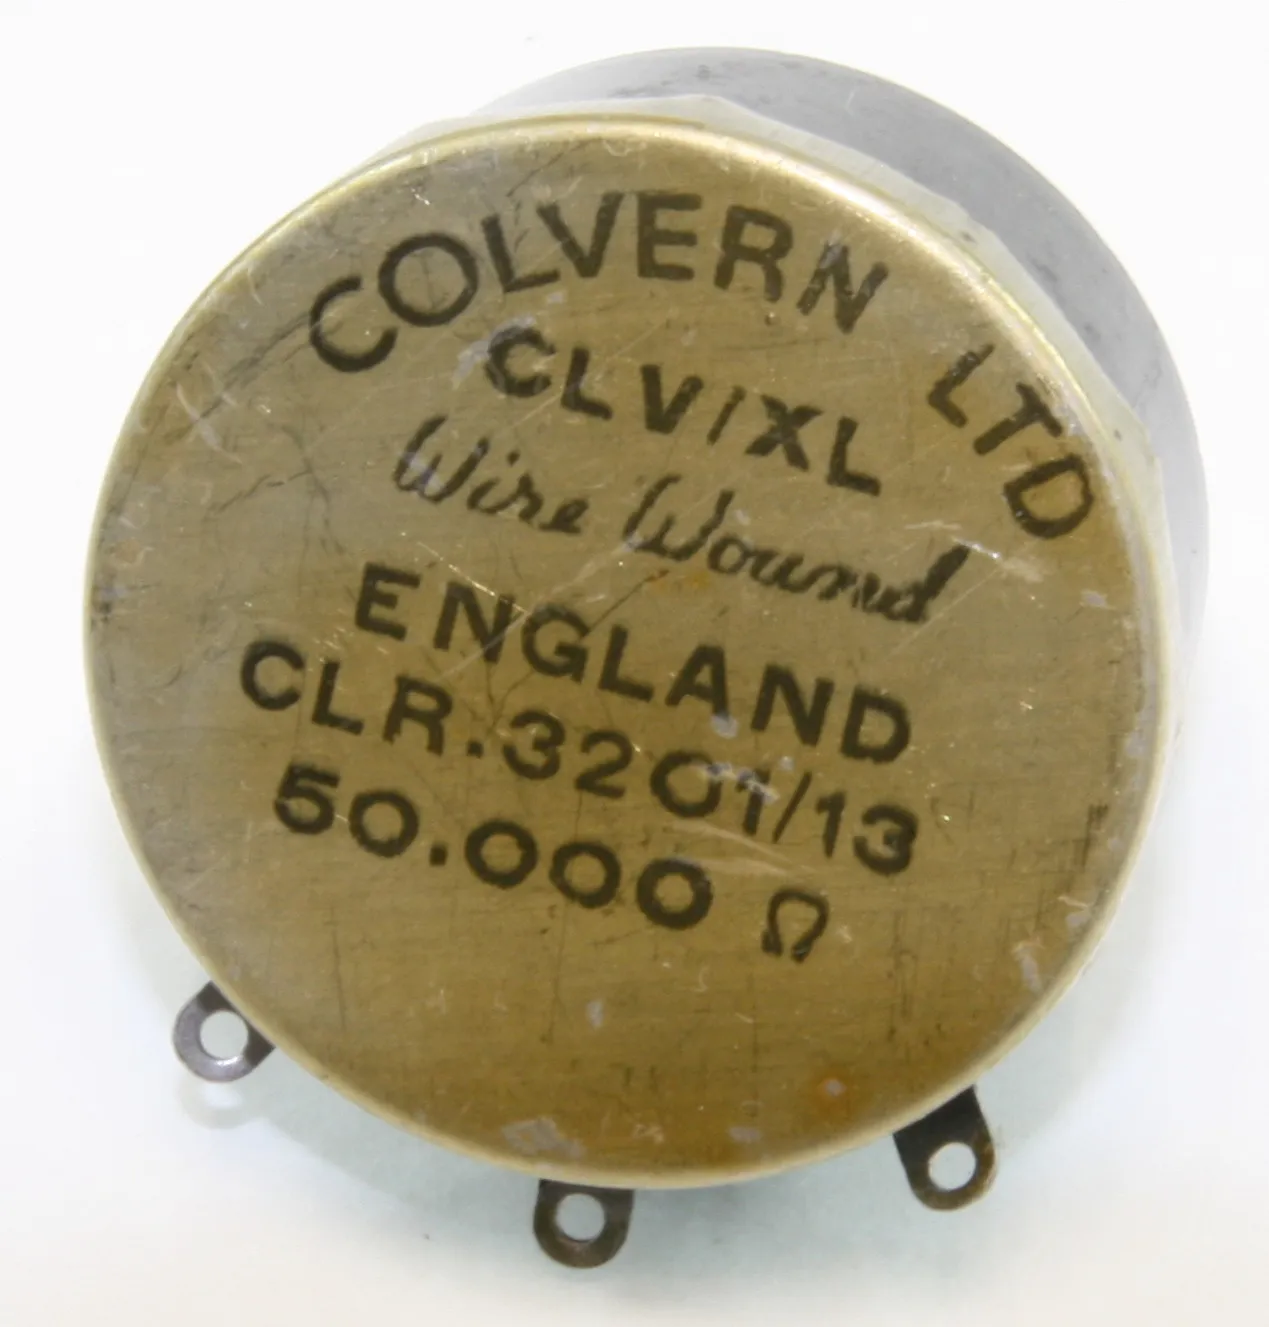 COLVERN LTD
CLV/XL
Wire Wound
ENGLAND
CLR.3201/13
50.000 Ω